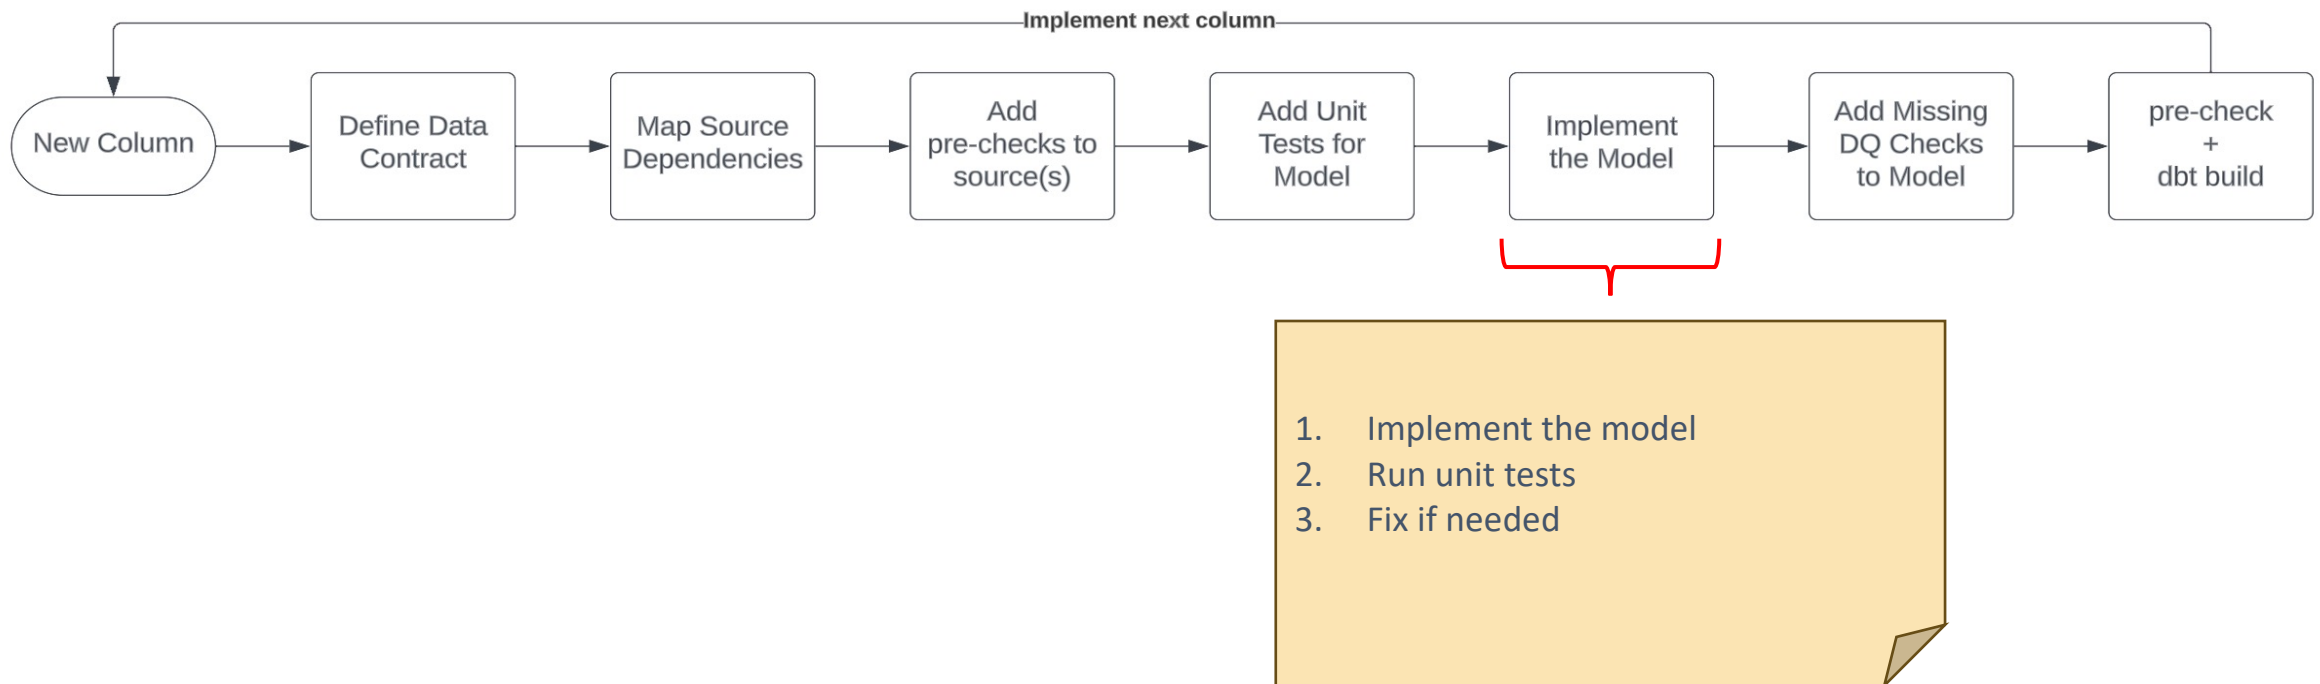 Implement next column
New Column
Define Data
Contract
Map Source
Dependencies
Add
pre-checks to
source(s)
Add Unit
Tests for
Model
Implement
the Model
Add Missing
DQ Checks
to Model
pre-check
+
dbt build
1. Implement the model
2. Run unit tests
3. Fix if needed